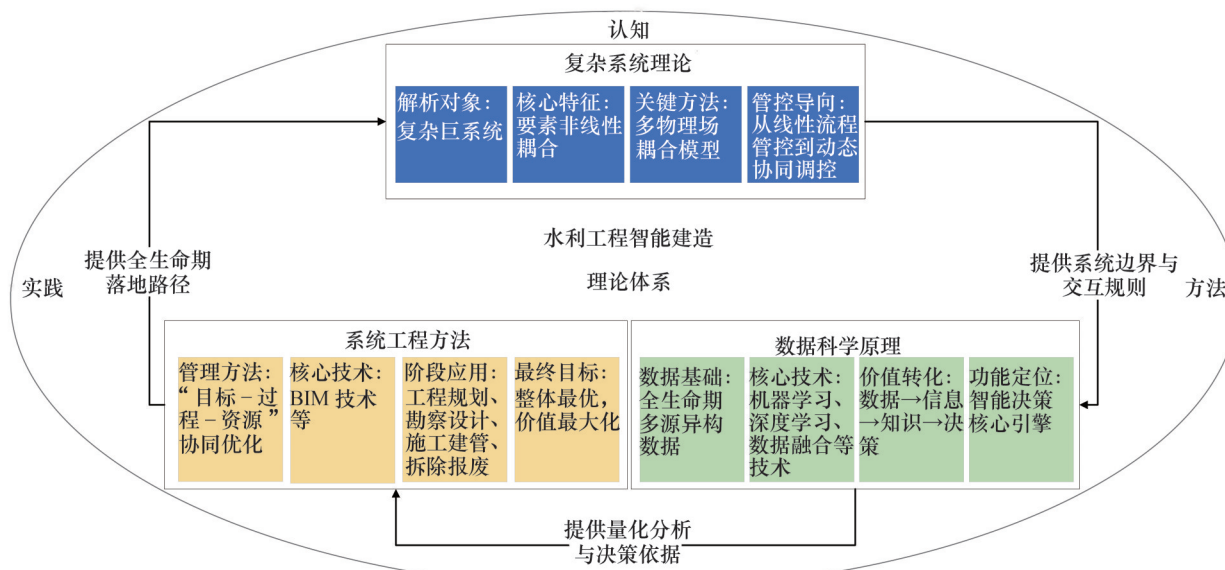 认知
复杂系统理论
解析对象：
复杂巨系统
核心特征：
要素非线性
耦合
关键方法：
多物理场
耦合模型
管控导向：
从线性流程
管控到动态
协同调控
水利工程智能建造
理论体系
实践
提供全生命期
落地路径
提供系统边界与
交互规则
方法
系统工程方法
管理方法：
“目标–过
程–资源”
协同优化
核心技术：
BIM 技术
等
阶段应用：
工程规划、
勘察设计、
施工建管、
拆除报废
最终目标：
整体最优，
价值最大化
数据科学原理
数据基础：
全生命期
多源异构
数据
核心技术：
机器学习、
深度学习、
数据融合等
技术
价值转化：
数据→信息
→知识→决
策
功能定位：
智能决策
核心引擎
提供量化分析
与决策依据